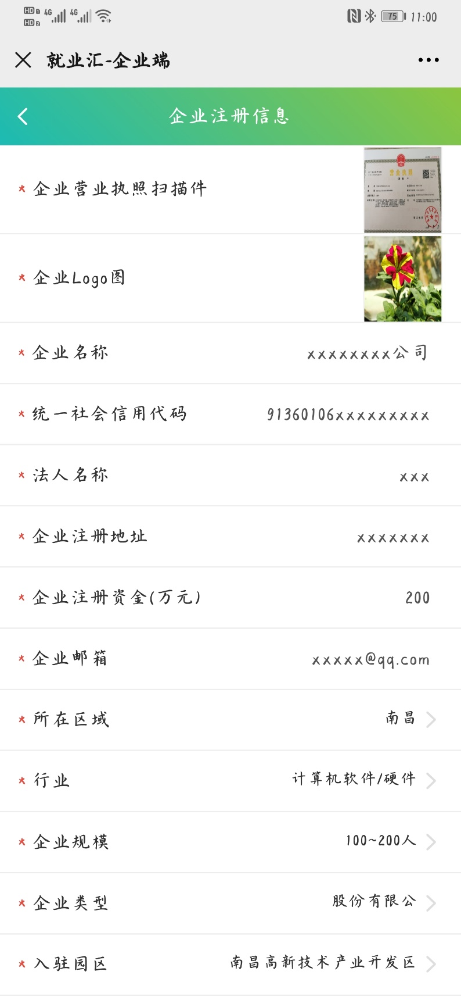 HD 1 4G 4G
HD 2
75 11:00
就业汇-企业端
企业注册信息
* 企业营业执照扫描件
营业执照
* 企业Logo图
* 企业名称 xxxxxxxx公司
* 统一社会信用代码 91360106xxxxxxxxx
* 法人名称 xxx
* 企业注册地址 xxxxxxx
* 企业注册资金(万元) 200
* 企业邮箱 xxxxx@qq.com
* 所在区域 南昌
* 行业 计算机软件/硬件
* 企业规模 100~200人
* 企业类型 股份有限公
* 入驻园区 南昌高新技术产业开发区